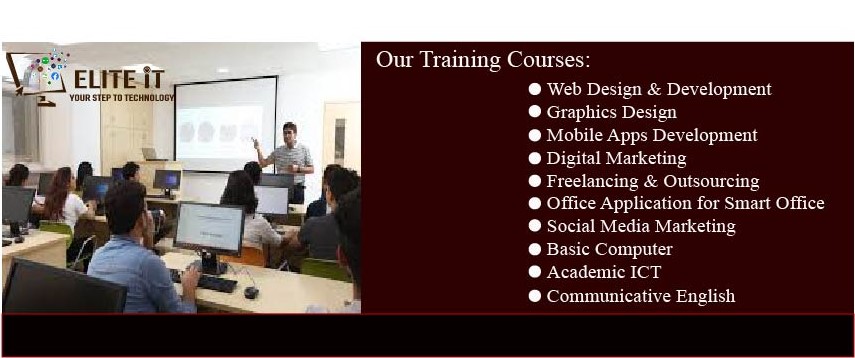 ELITE iT
YOUR STEP TO TECHNOLOGY
Our Training Courses:
Web Design & Development
Graphics Design
Mobile Apps Development
Digital Marketing
Freelancing & Outsourcing
Office Application for Smart Office
Social Media Marketing
Basic Computer
Academic ICT
Communicative English